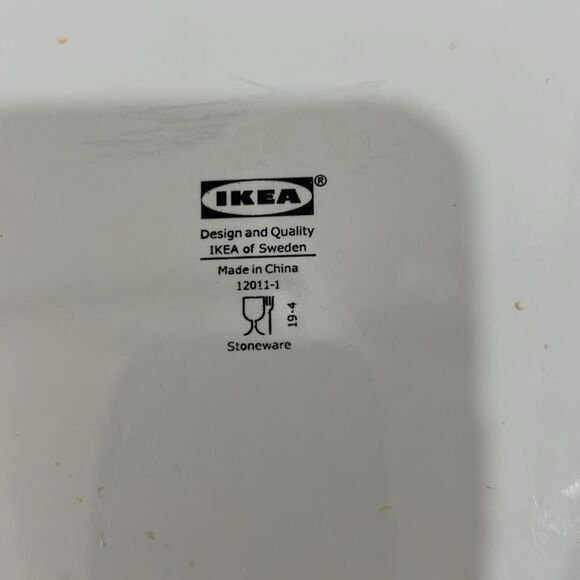 IKEA®
Design and Quality
IKEA of Sweden
Made in China
12011-1
19-4
Stoneware